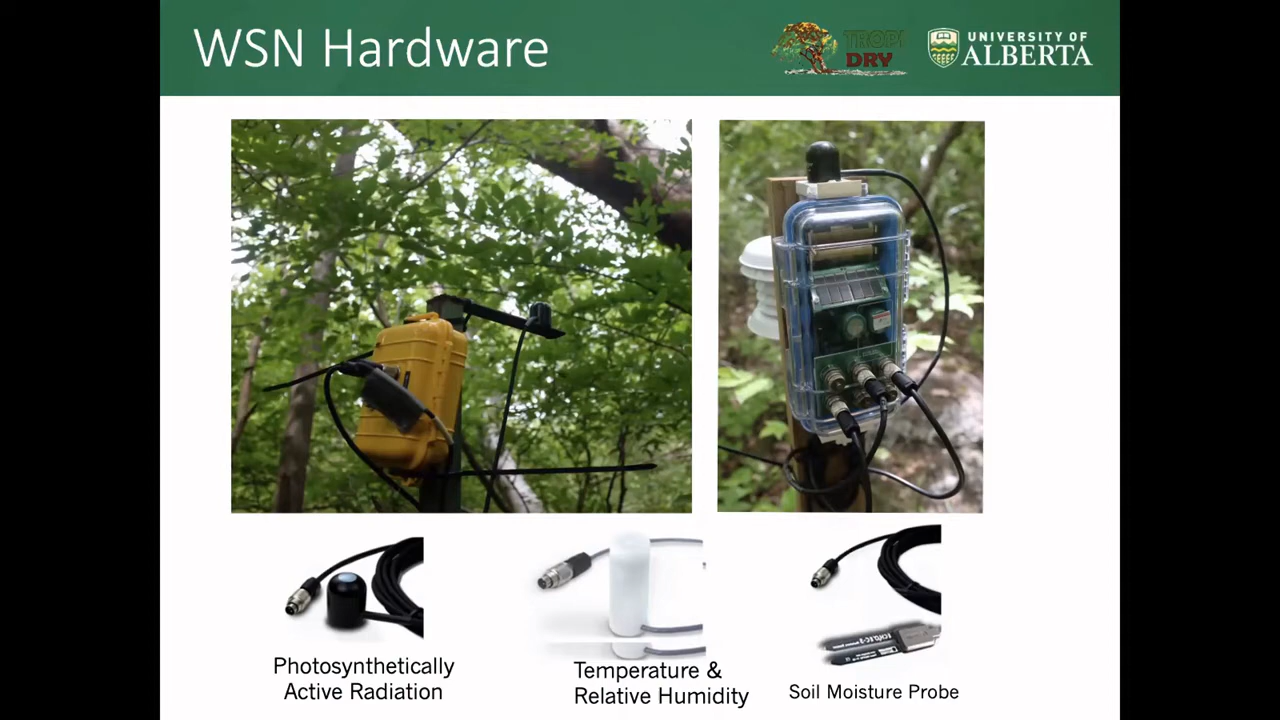 WSN Hardware
TROPI
DRY
UNIVERSITY OF
ALBERTA
Photosynthetically
Active Radiation
Temperature &
Relative Humidity
Soil Moisture Probe